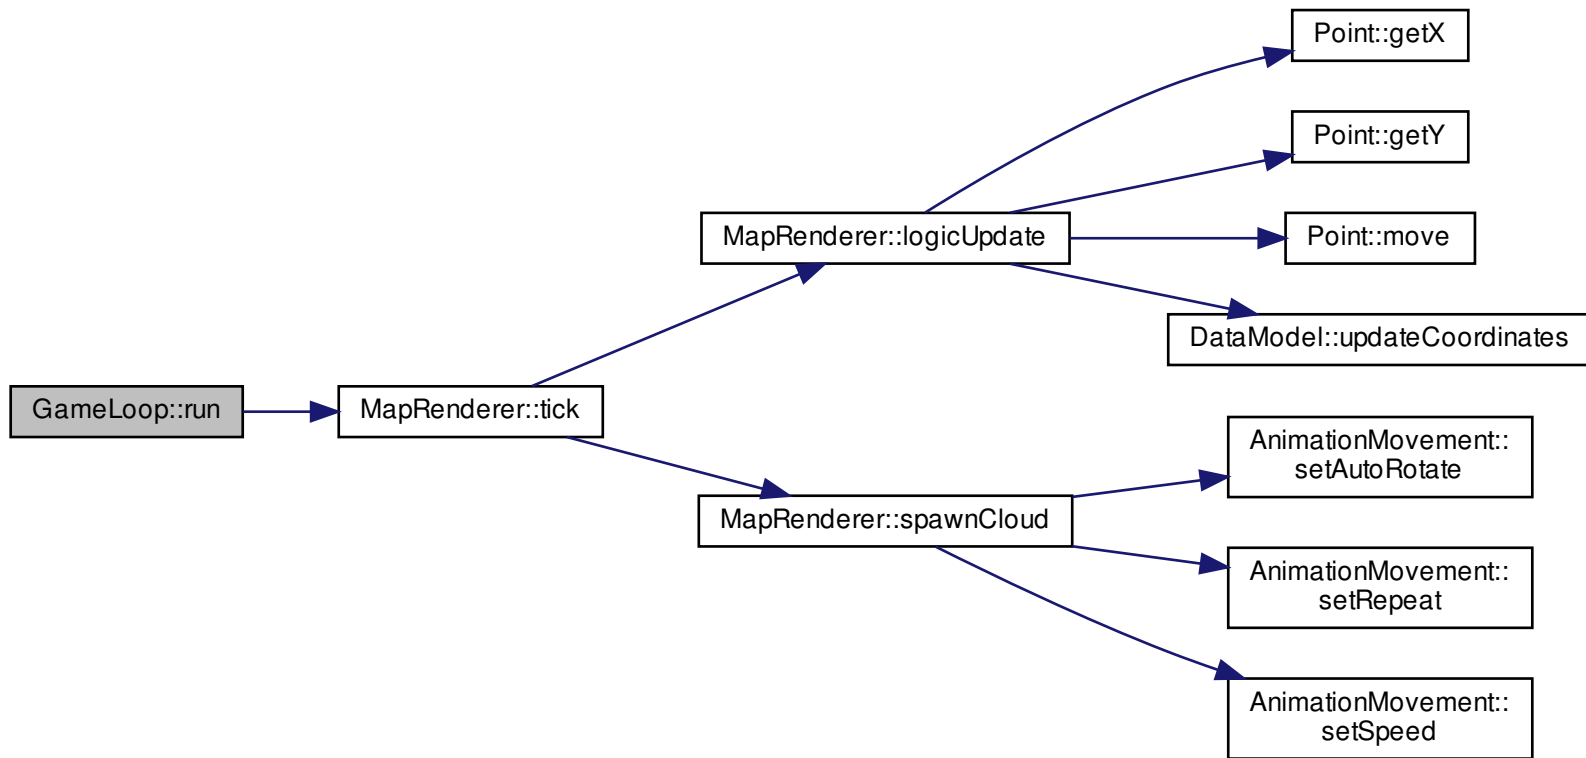 Point::getX
Point::getY
MapRenderer::logicUpdate
Point::move
DataModel::updateCoordinates
GameLoop::run
MapRenderer::tick
AnimationMovement::
setAutoRotate
MapRenderer::spawnCloud
AnimationMovement::
setRepeat
AnimationMovement::
setSpeed